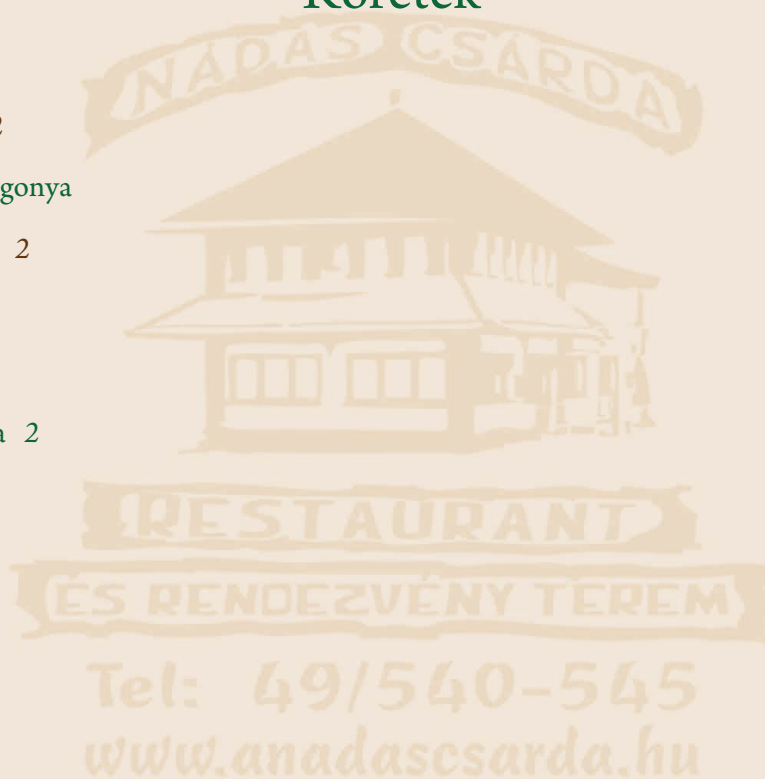 Köretek
NÁDAS CSÁRDA
2
gonya
2
a 2
RESTAURANT
ÉS RENDEZVÉNY TEREM
Tel: 49/540-545
www.anadascsarda.hu